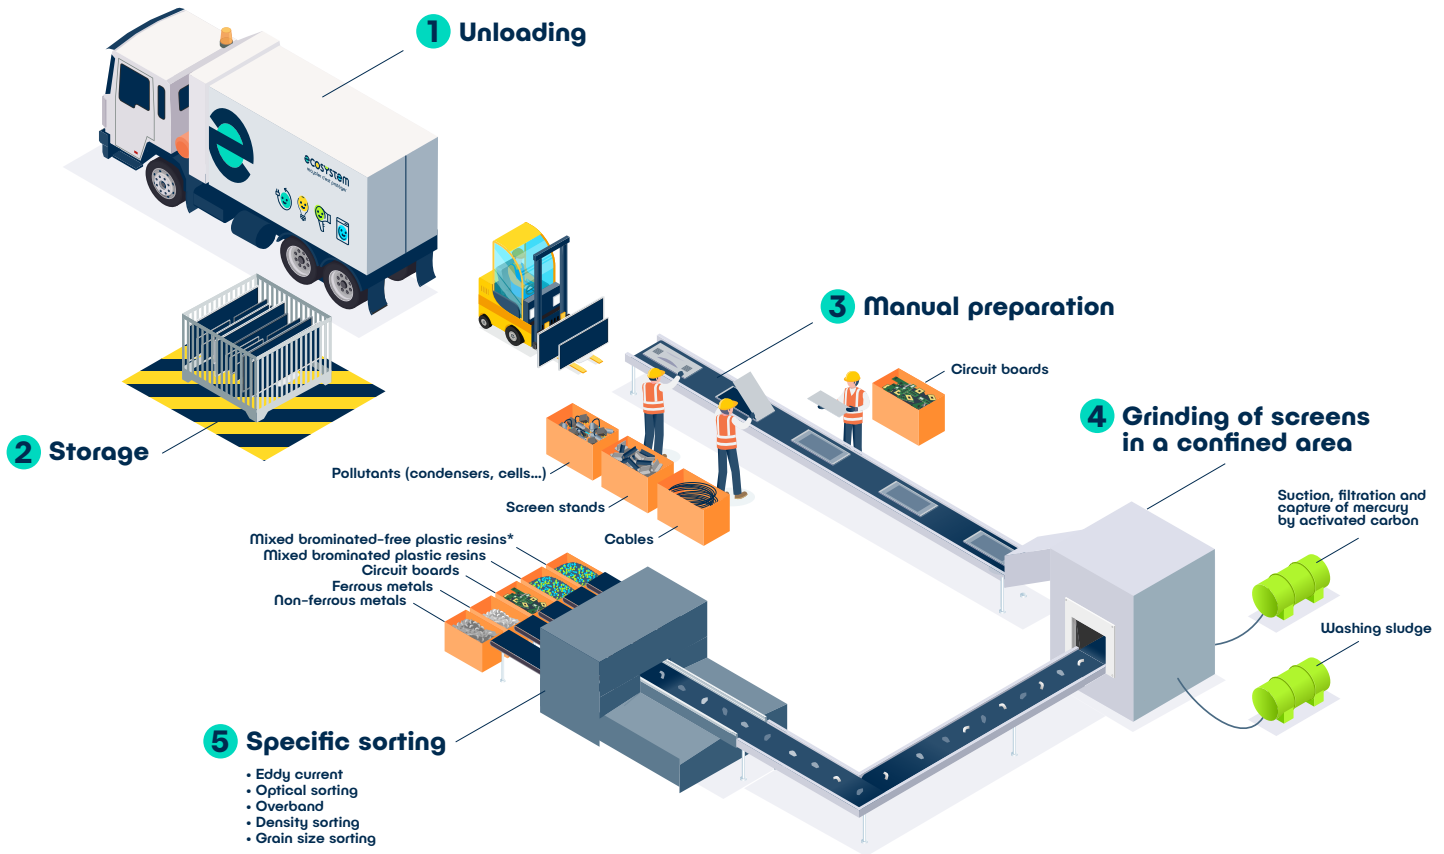 1 Unloading
ecosystem
recycler c'est protéger
3 Manual preparation
Circuit boards
4 Grinding of screens
in a confined area
2 Storage
Pollutants (condensers, cells...)
Screen stands
Cables
Suction, filtration and
capture of mercury
by activated carbon
Washing sludge
Mixed brominated-free plastic resins*
Mixed brominated plastic resins
Circuit boards
Ferrous metals
Non-ferrous metals
5 Specific sorting
• Eddy current
• Optical sorting
• Overband
• Density sorting
• Grain size sorting